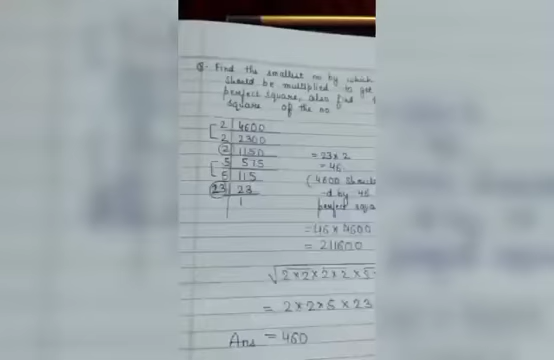 Q. Find the smallest no by which
should be multiplied to get
perfect square, also find
square of the no.
2 | 4600
2 | 2300
2 | 1150
5 | 575
5 | 115
23 | 23
1
= 23 x 2
= 46.
(4600 should
-d by 46
perfect squa
= 46 x 4600
= 211600
√2x2x2x2x5
= 2x2x5x23
Ans = 460